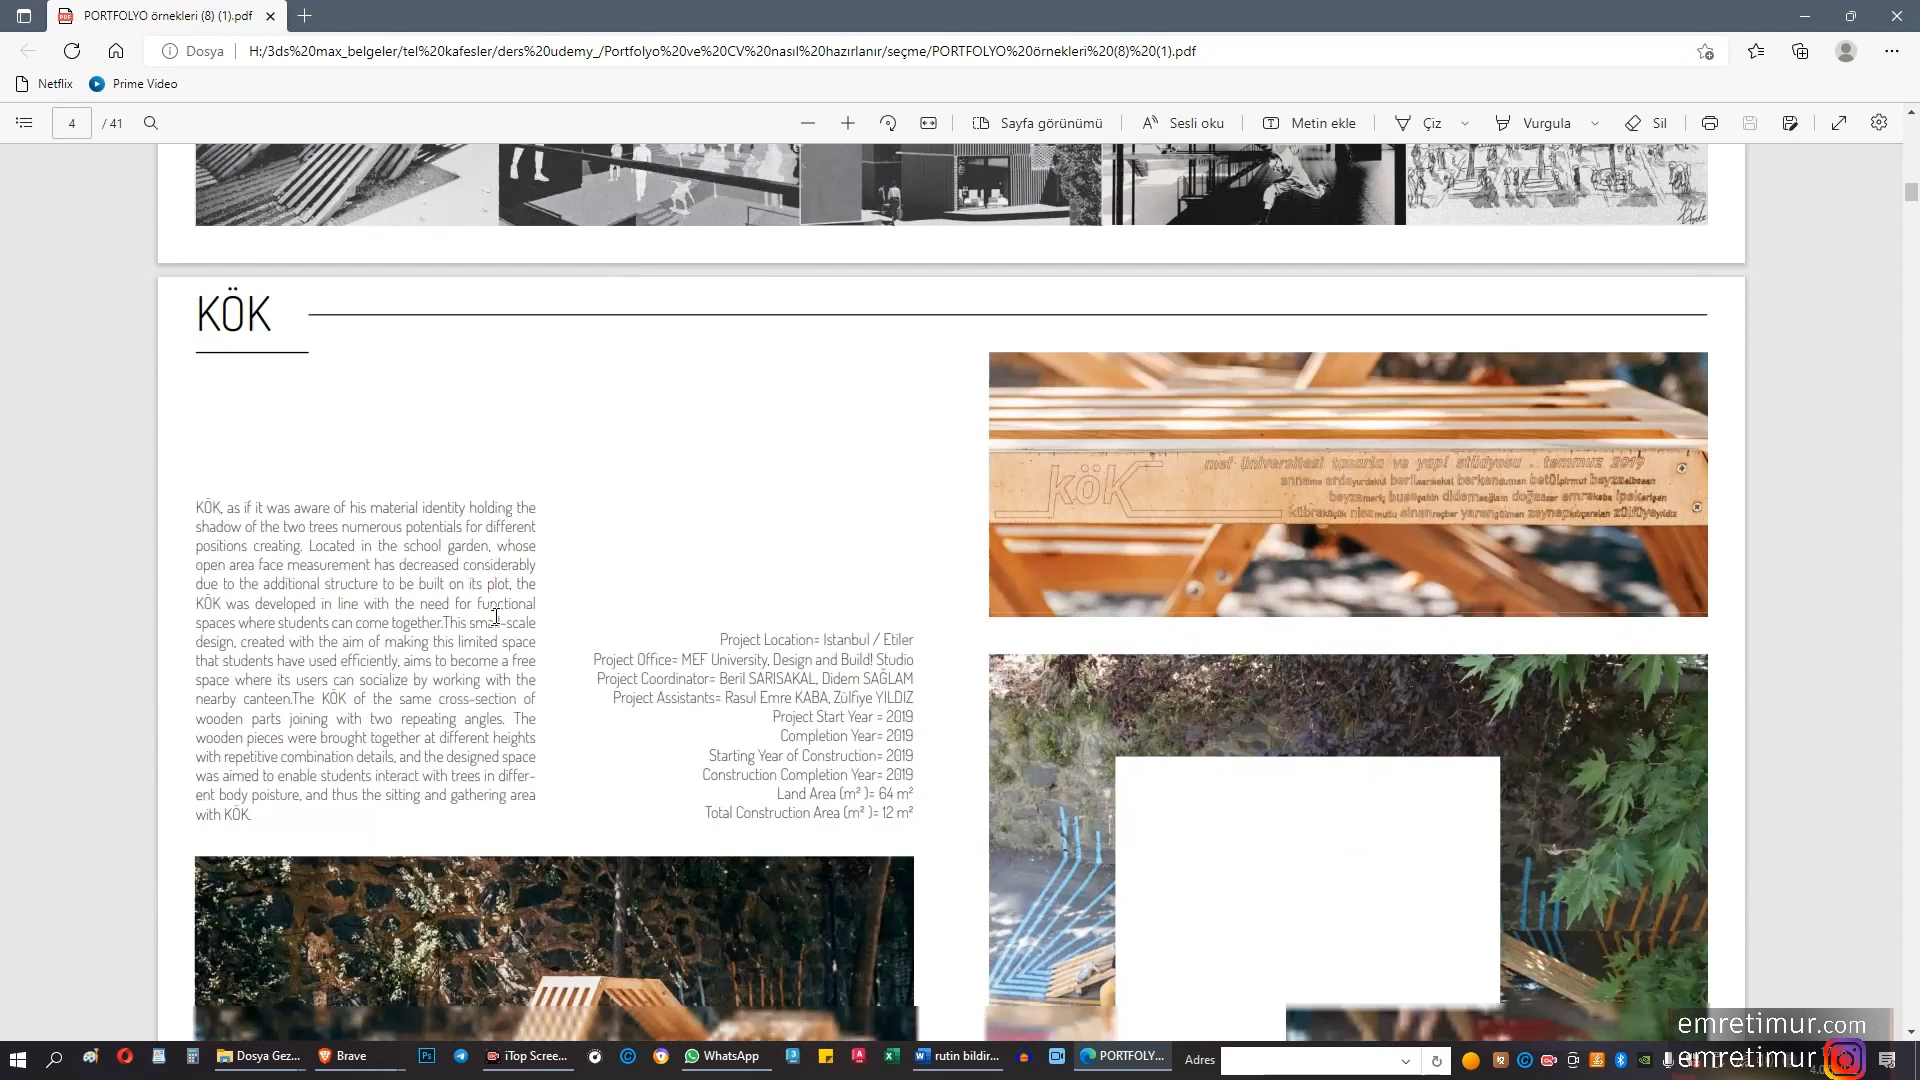 PORTFOLYO örnekleri (8) (1).pdf
Dosya
H:/3ds%20max_belgeler/tel%20kafesler/ders%20udemy_/Portfolyo%20ve%20CV%20nasıl%20hazırlanır/seçme/PORTFOLYO%20örnekleri%20(8)%20(1).pdf
Netflix
Prime Video
4 / 41
Sayfa görünümü
Sesli oku
Metin ekle
Çiz
Vurgula
Sil
KÖK
KÖK, as if it was aware of his material identity holding the
shadow of the two trees numerous potentials for different
positions creating. Located in the school garden, whose
open area face measurement has decreased considerably
due to the additional structure to be built on its plot, the
KÖK was developed in line with the need for functional
spaces where students can come together.This small-scale
design, created with the aim of making this limited space
that students have used efficiently, aims to become a free
space where its users can socialize by working with the
nearby canteen.The KÖK of the same cross-section of
wooden parts joining with two repeating angles. The
wooden pieces were brought together at different heights
with repetitive combination details, and the designed space
was aimed to enable students interact with trees in differ-
ent body poisture, and thus the sitting and gathering area
with KÖK.
Project Location= Istanbul / Etiler
Project Office= MEF University, Design and Build! Studio
Project Coordinator= Beril SARISAKAL, Didem SAĞLAM
Project Assistants= Rasul Emre KABA, Zülfiye YILDIZ
Project Start Year = 2019
Completion Year= 2019
Starting Year of Construction= 2019
Construction Completion Year= 2019
Land Area (m² )= 64 m²
Total Construction Area (m² )= 12 m²
kök
mef üniversitesi tasarla ve yapı stüdyosu . temmuz 2019
emretimur.com
emretimur
Dosya Gez...
Brave
iTop Scree...
WhatsApp
rutin bildir...
PORTFOLY...
Adres